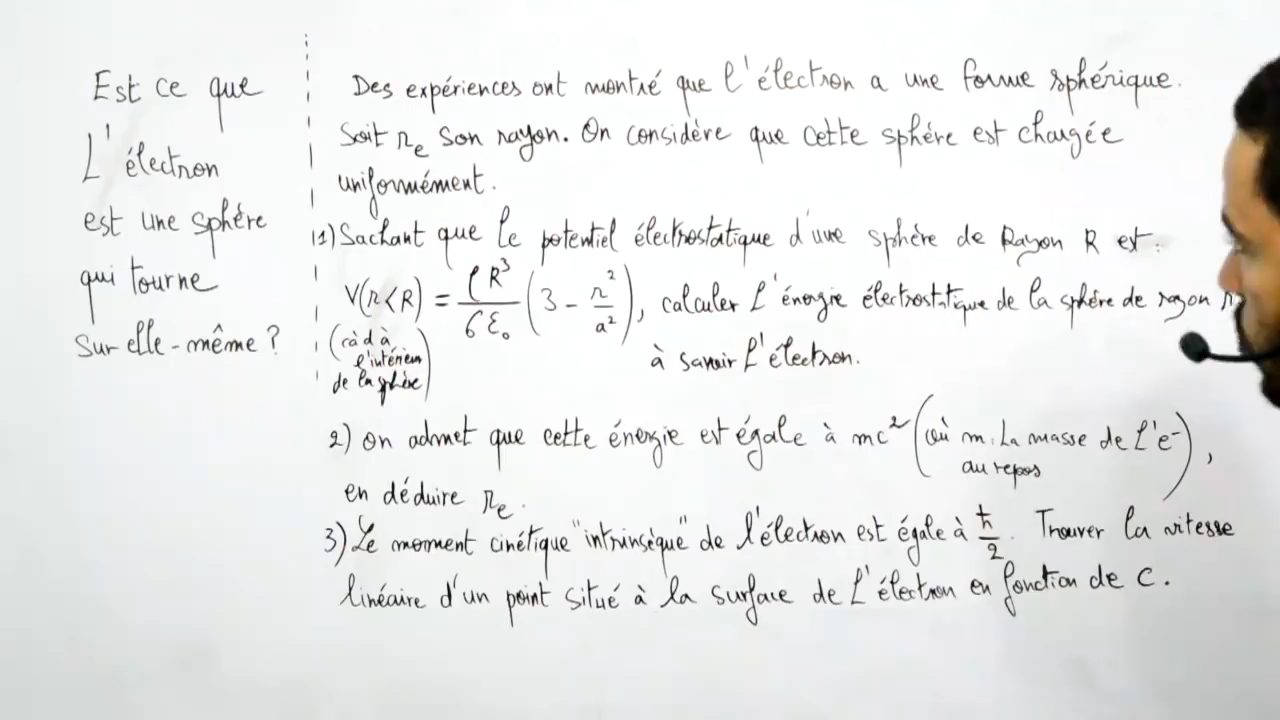 Est ce que
L'électron
est une sphére
qui tourne
sur elle-même ?
Des expériences ont montré que l'électron a une forme sphérique.
Soit r_e son rayon. On considère que cette sphère est chargée
uniformément.
1) Sachant que le potentiel électrostatique d'une sphère de Rayon R est :
V(r<R) = ρR³/6ε₀ (3 - r²/a²), calculer l'énergie électrostatique de la sphère de rayon
(càd à
l'intérieur
de la sphère)
à savoir l'électron.
2) on admet que cette énergie est égale à mc² (où m : La masse de l'e⁻
au repos),
en déduire r_e.
3) Le moment cinétique "intrinsèque" de l'électron est égale à ħ/2. Trouver la vitesse
linéaire d'un point situé à la surface de l'électron en fonction de c.